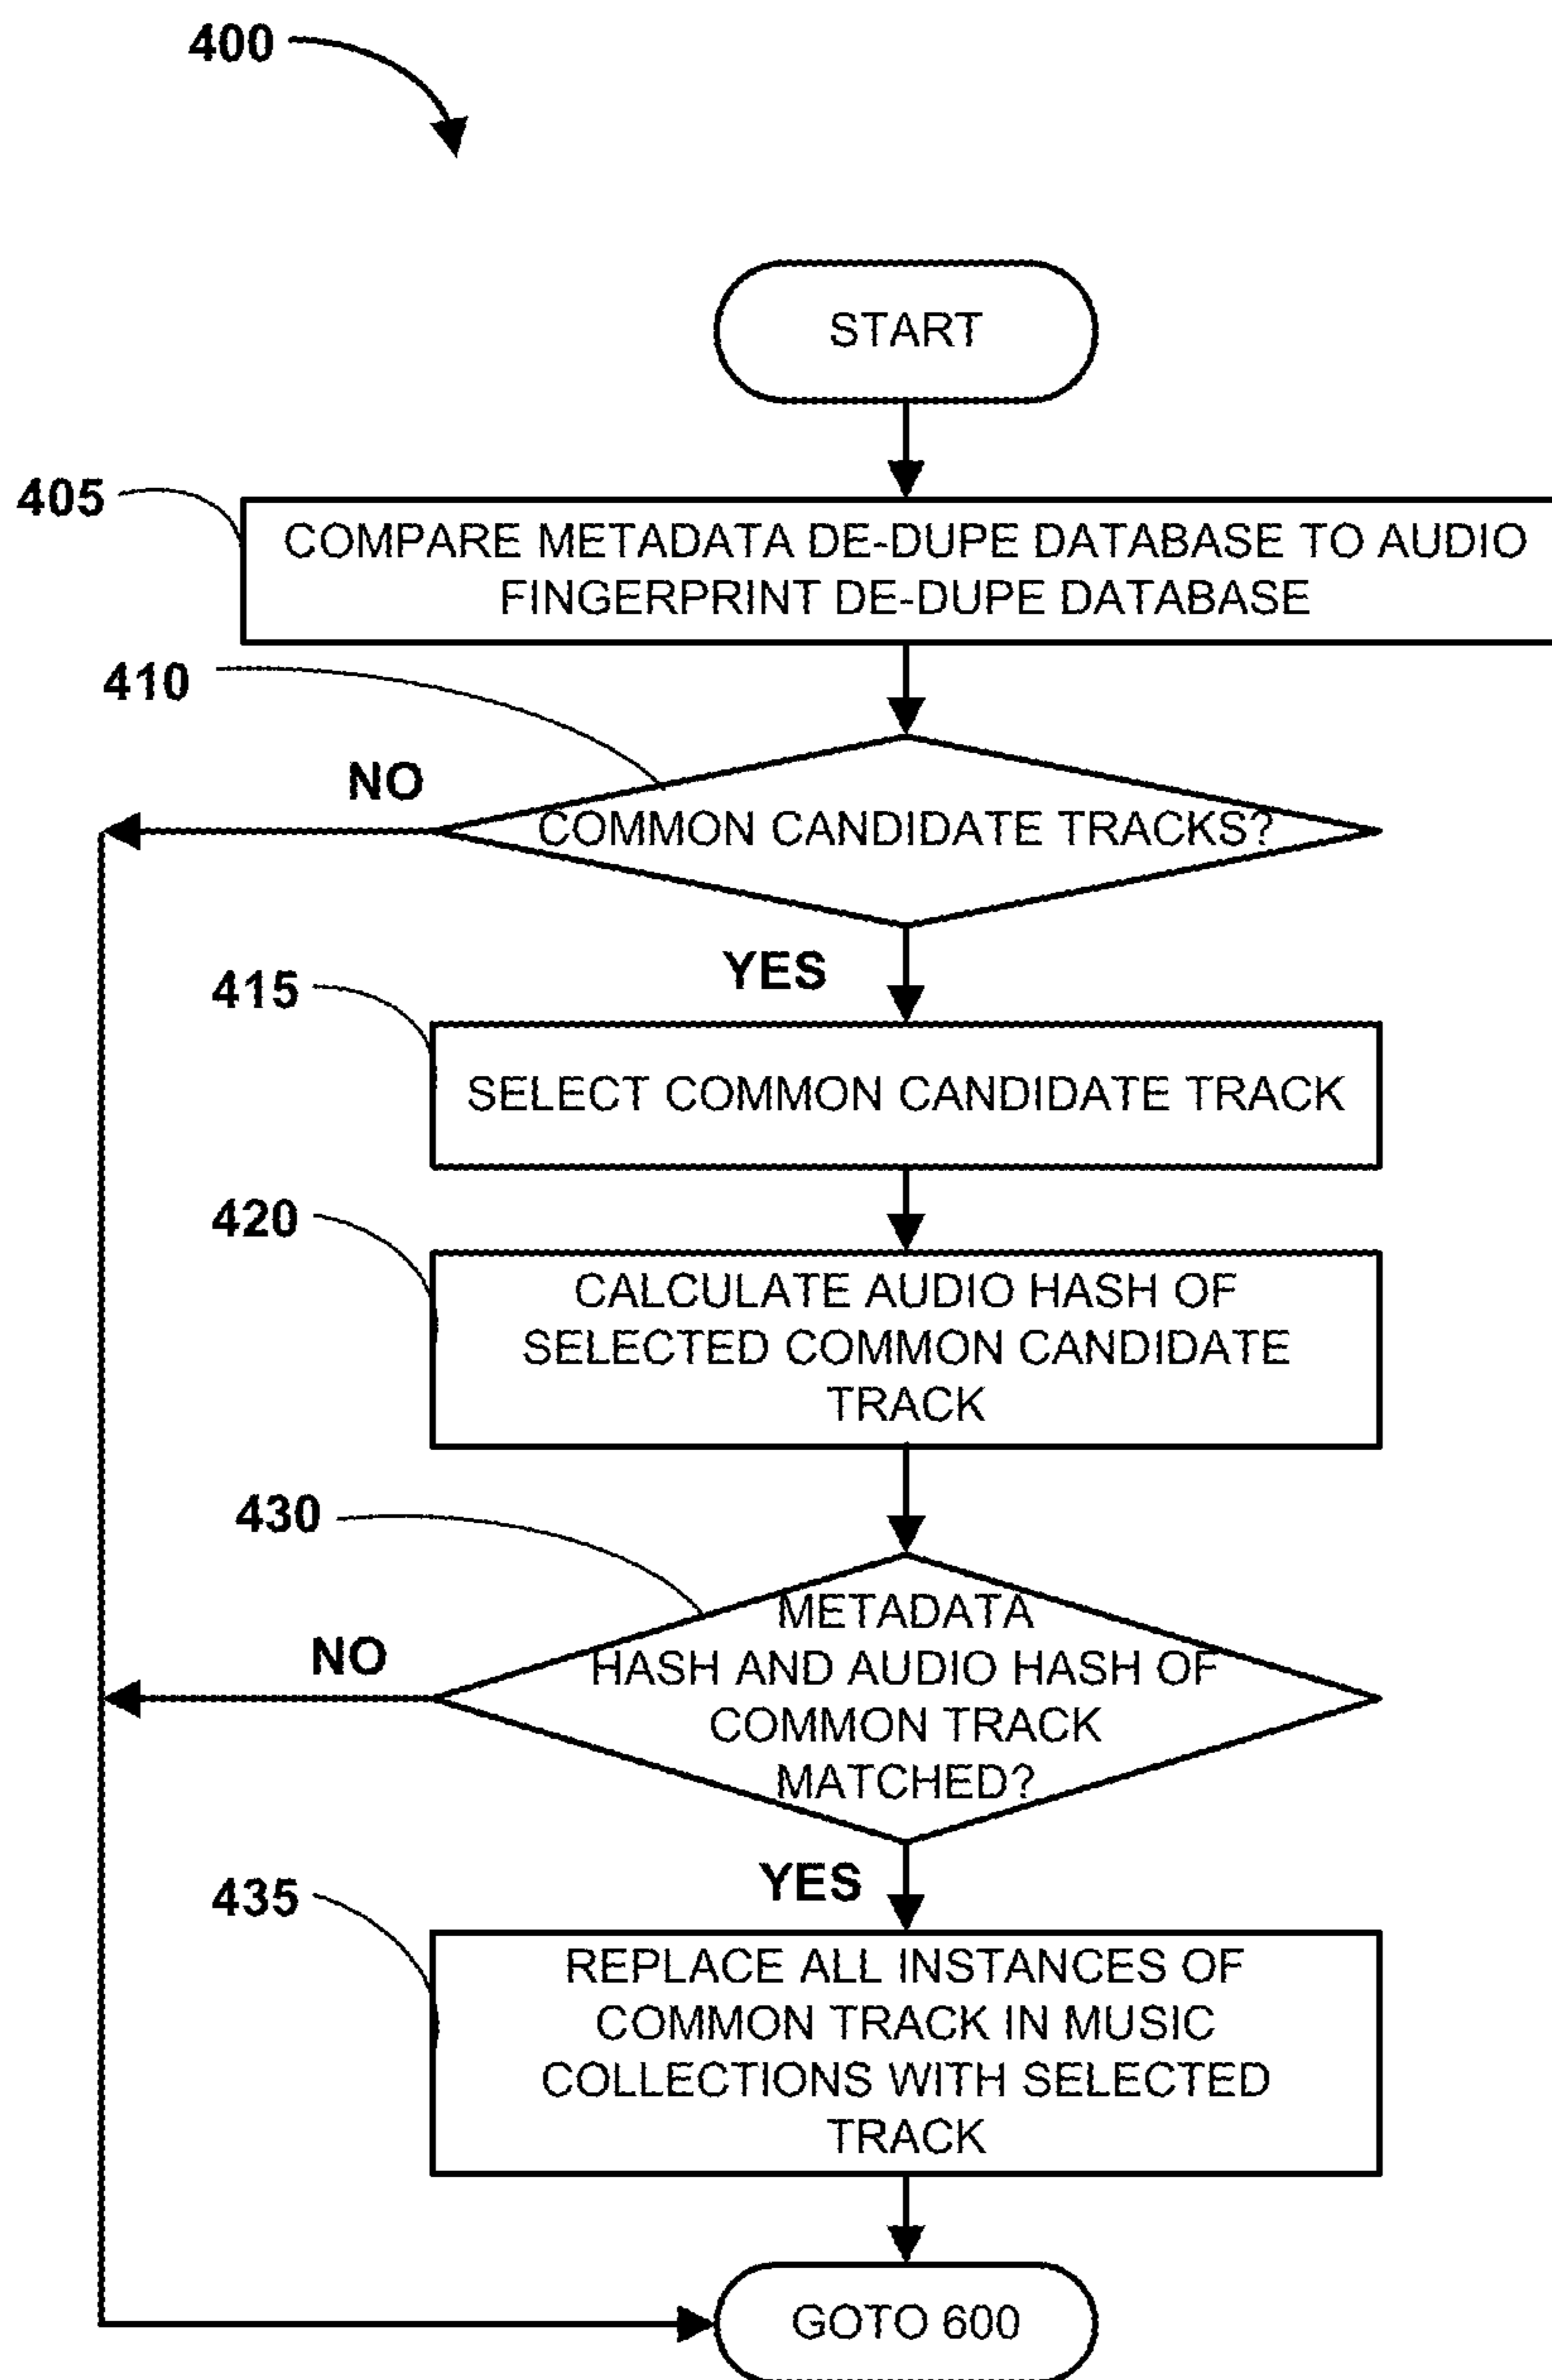 400
START
405
COMPARE METADATA DE-DUPE DATABASE TO AUDIO
FINGERPRINT DE-DUPE DATABASE
410
NO
COMMON CANDIDATE TRACKS?
YES
415
SELECT COMMON CANDIDATE TRACK
420
CALCULATE AUDIO HASH OF
SELECTED COMMON CANDIDATE
TRACK
430
NO
METADATA
HASH AND AUDIO HASH OF
COMMON TRACK
MATCHED?
YES
435
REPLACE ALL INSTANCES OF
COMMON TRACK IN MUSIC
COLLECTIONS WITH SELECTED
TRACK
GOTO 600